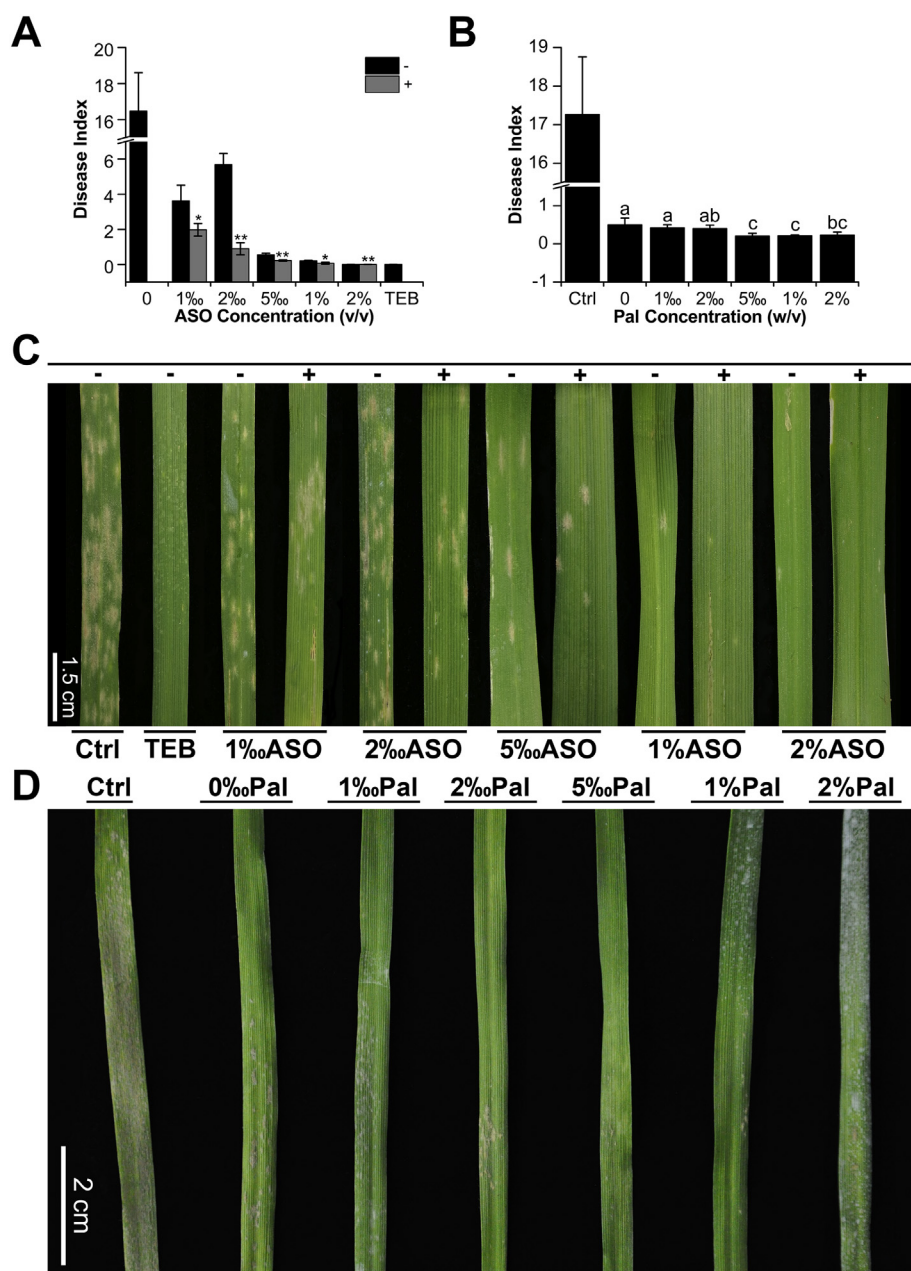 A
B
20
18
16
6
4
2
0
Disease Index
-
+
*
**
**
*
**
0 1‰ 2‰ 5‰ 1% 2% TEB
ASO Concentration (v/v)
19
18
17
16
1
0
-1
Disease Index
a a ab c c bc
Ctrl 0 1‰ 2‰ 5‰ 1% 2%
Pal Concentration (w/v)
C
- - - + - + - + - + - +
1.5 cm
Ctrl TEB 1‰ASO 2‰ASO 5‰ASO 1%ASO 2%ASO
D
Ctrl 0‰Pal 1‰Pal 2‰Pal 5‰Pal 1%Pal 2%Pal
2 cm